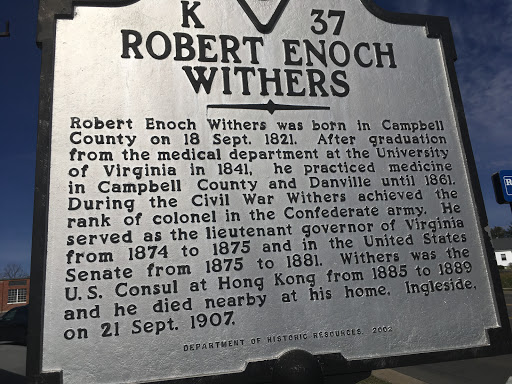 K 37
ROBERT ENOCH
WITHERS
Robert Enoch Withers was born in Campbell
County on 18 Sept. 1821. After graduation
from the medical department at the University
of Virginia in 1841, he practiced medicine
in Campbell County and Danville until 1861.
During the Civil War Withers achieved the
rank of colonel in the Confederate army. He
served as the lieutenant governor of Virginia
from 1874 to 1875 and in the United States
Senate from 1875 to 1881. Withers was the
U.S. Consul at Hong Kong from 1885 to 1889
and he died nearby at his home, Ingleside,
on 21 Sept. 1907.
DEPARTMENT OF HISTORIC RESOURCES, 2002